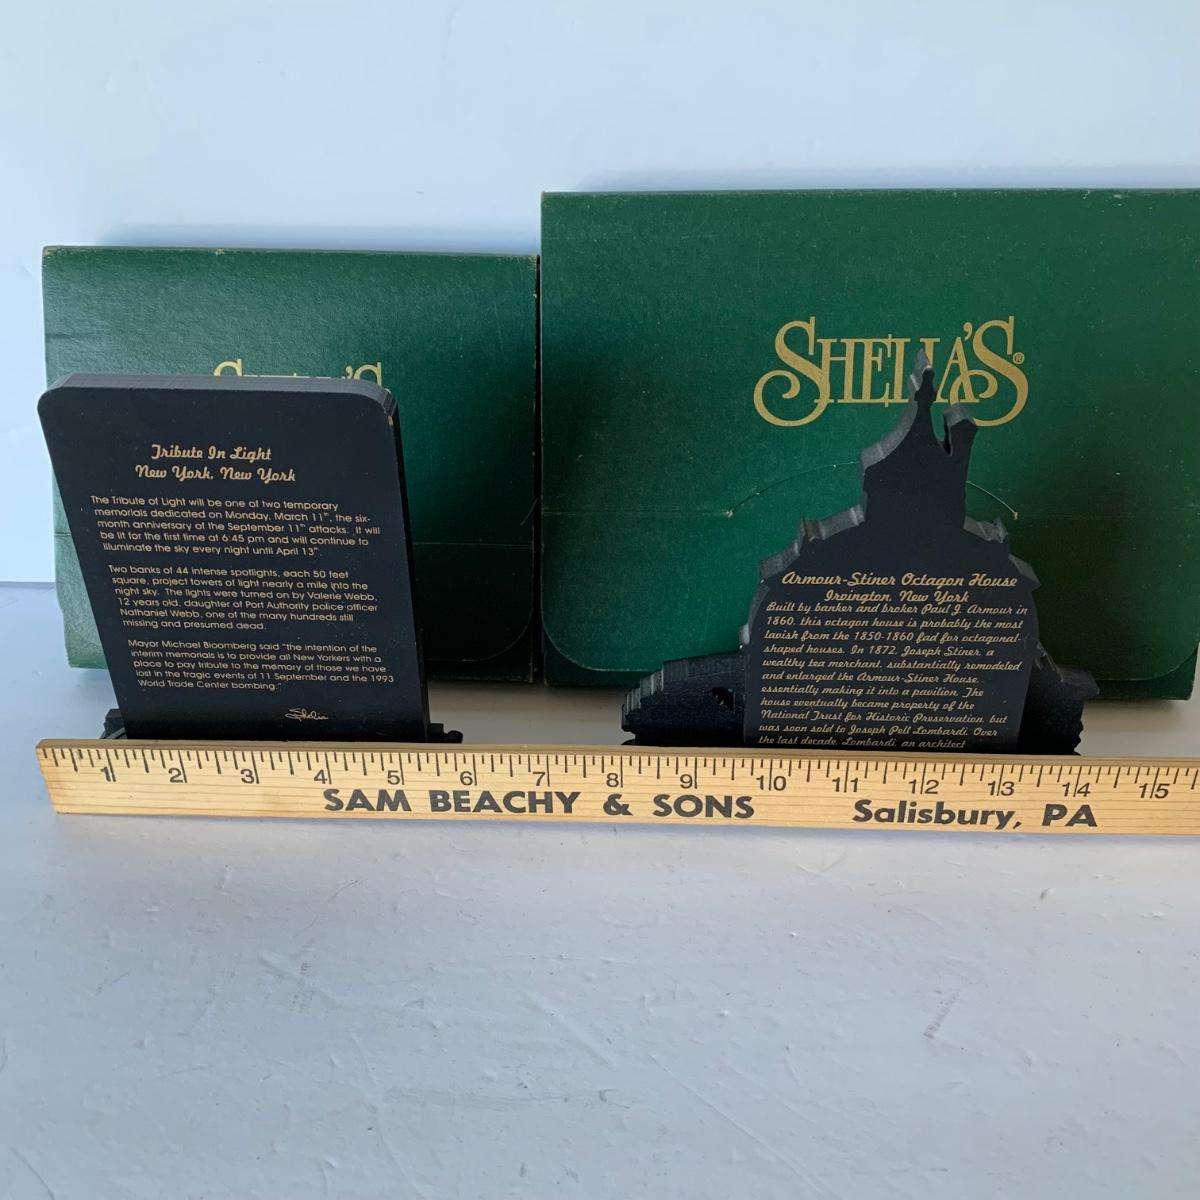 SHELIA'S®
Tribute In Light
New York, New York
The Tribute of Light will be one of two temporary
memorials dedicated on Monday, March 11th, the six-
month anniversary of the September 11th attacks. It will
be lit for the first time at 6:45 pm and will continue to
illuminate the sky every night until April 13th.
Two banks of 44 intense spotlights, each 50 feet
square, project towers of light nearly a mile into the
night sky. The lights were turned on by Valerie Webb,
12 years old, daughter of Port Authority police officer
Nathaniel Webb, one of the many hundreds still
missing and presumed dead.
Mayor Michael Bloomberg said "the intention of the
interim memorials is to provide all New Yorkers with a
place to pay tribute to the memory of those we have
lost in the tragic events of 11 September and the 1993
World Trade Center bombing."
Shelia
Armour-Stiner Octagon House
Irvington, New York
Built by banker and broker Paul J. Armour in
1860, this octagon house is probably the most
lavish from the 1850-1860 fad for octagonal-
shaped houses. In 1872, Joseph Stiner, a
wealthy tea merchant, substantially remodeled
and enlarged the Armour-Stiner House,
essentially making it into a pavilion. The
house eventually became property of the
National Trust for Historic Preservation, but
was soon sold to Joseph Pell Lombardi. Over
the last decade, Lombardi, an architect
1 2 3 4 5 6 7 8 9 10 11 12 13 14 15
SAM BEACHY & SONS Salisbury, PA